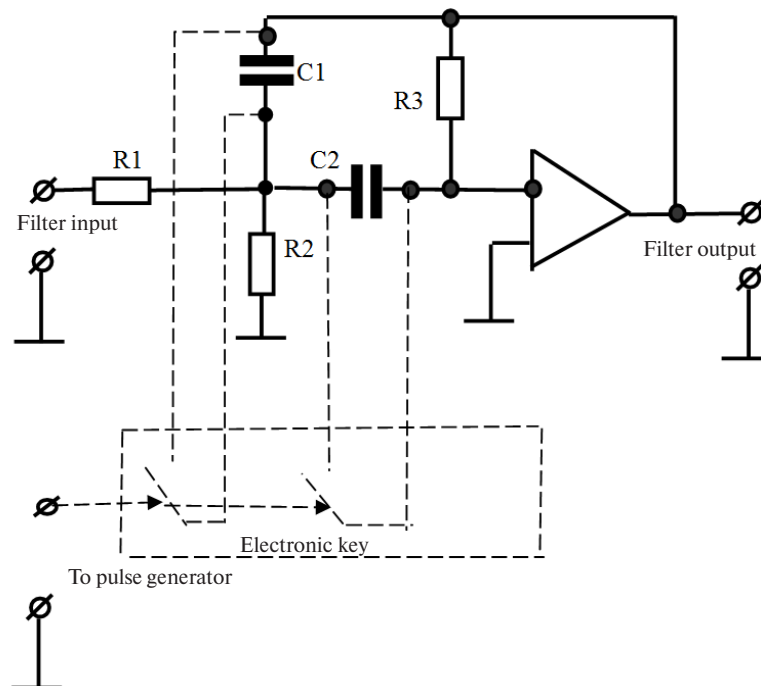 C1
R3
R1
C2
Filter input
R2
Filter output
Electronic key
To pulse generator